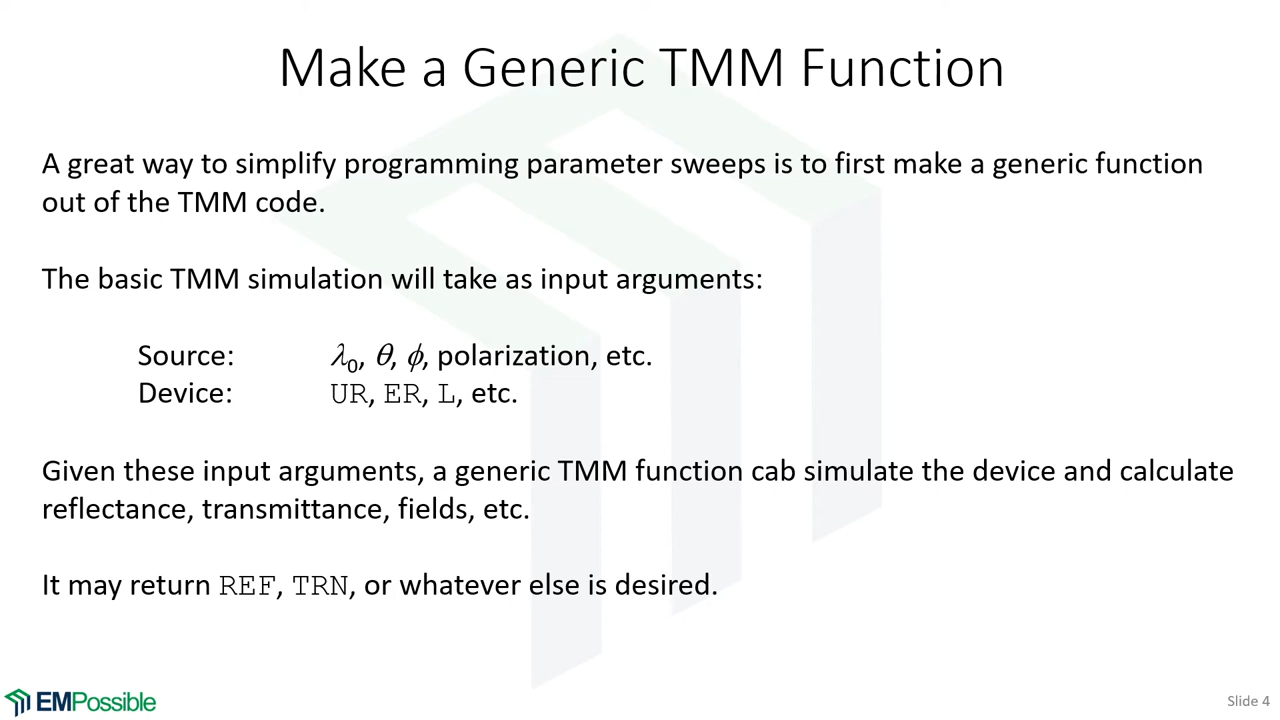 Make a Generic TMM Function
A great way to simplify programming parameter sweeps is to first make a generic function
out of the TMM code.
The basic TMM simulation will take as input arguments:
Source: λ0, θ, ϕ, polarization, etc.
Device: UR, ER, L, etc.
Given these input arguments, a generic TMM function cab simulate the device and calculate
reflectance, transmittance, fields, etc.
It may return REF, TRN, or whatever else is desired.
EMPossible
Slide 4